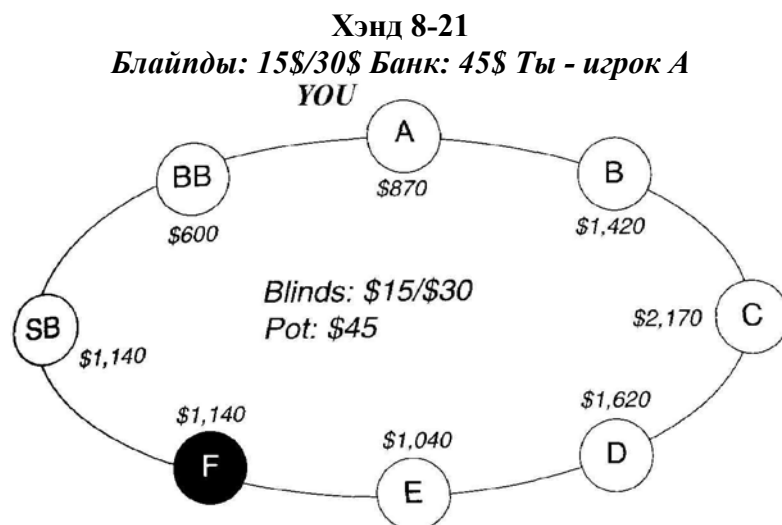 Хэнд 8-21
Блайпды: 15$/30$ Банк: 45$ Ты - игрок А
YOU
A
BB
B
$870
$600
$1,420
Blinds: $15/$30
Pot: $45
SB
C
$2,170
$1,140
$1,140
$1,040
$1,620
F
E
D